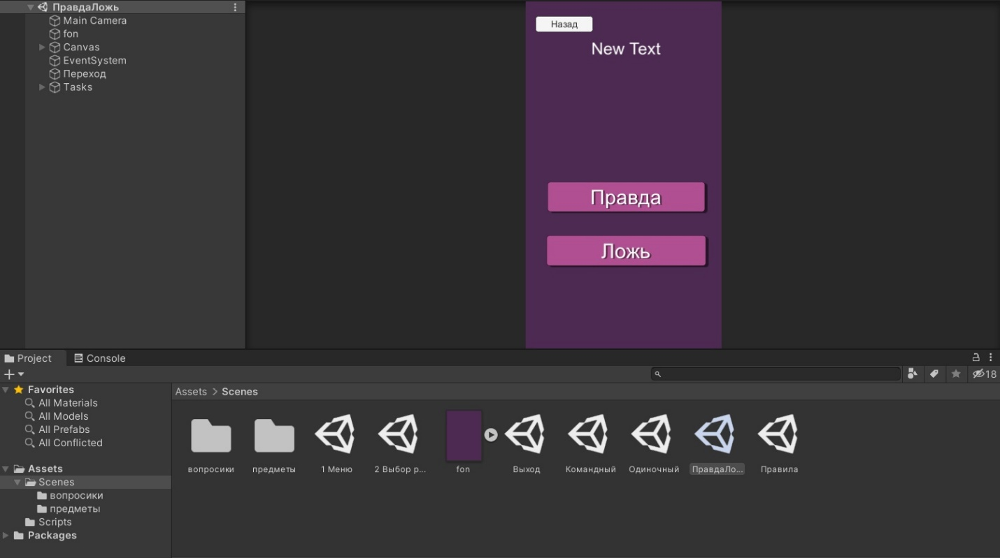 ПравдаЛожь
Main Camera
fon
Canvas
EventSystem
Переход
Tasks
Назад
New Text
Правда
Ложь
Project
Console
18
Favorites
All Materials
All Models
All Prefabs
All Conflicted
Assets
Scenes
вопросики
предметы
Scripts
Packages
Assets > Scenes
вопросики
предметы
1 Меню
2 Выбор р...
fon
Выход
Командный
Одиночный
ПравдаЛо...
Правила